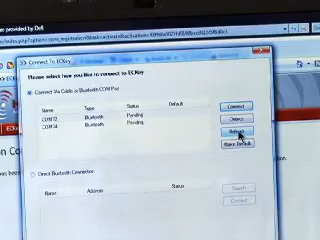 er provided by Dell
Connect To ECKey
Please select how you like to connect to ECKey
Connect Via Cable or Bluetooth COM Port
Name Type Status Default
COM72 Bluetooth Pending
COM74 Bluetooth Pending
Connect
Detect
Refresh
Make Default
Direct Bluetooth Connection
Name Address Status
Search
Connect